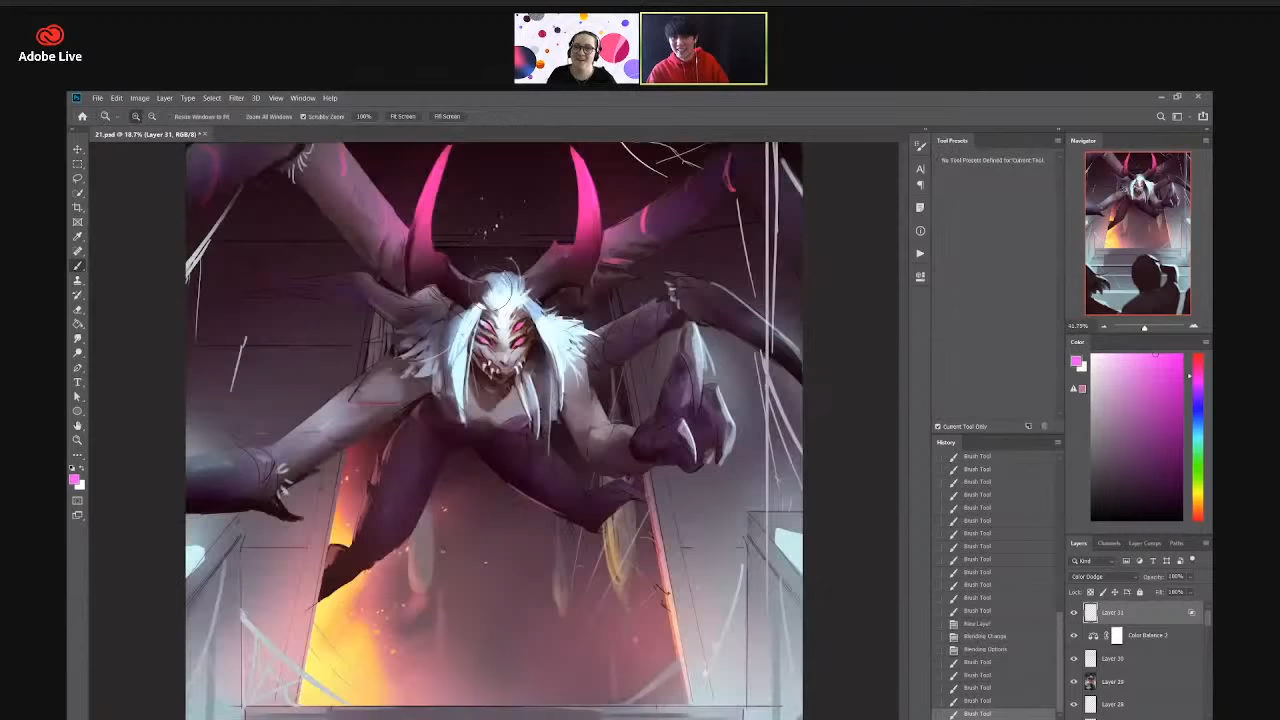 Adobe Live
File Edit Image Layer Type Select Filter 3D View Window Help
Resize Windows to Fit Zoom All Windows Scrubby Zoom 100% Fit Screen Fill Screen
21.psd @ 18.7% (Layer 31, RGB/8) *
Tool Presets
No Tool Presets Defined for Current Tool.
Current Tool Only
History
Brush Tool
Brush Tool
Brush Tool
Brush Tool
Brush Tool
Brush Tool
Brush Tool
Brush Tool
Brush Tool
Brush Tool
Brush Tool
Brush Tool
Brush Tool
New Layer
Blending Change
Blending Options
Brush Tool
Brush Tool
Brush Tool
Brush Tool
Brush Tool
Navigator
41.75%
Color
Layers Channels Layer Comps Paths
Kind
Color Dodge Opacity: 100%
Lock: Fill: 100%
Layer 31
Color Balance 2
Layer 30
Layer 29
Layer 28